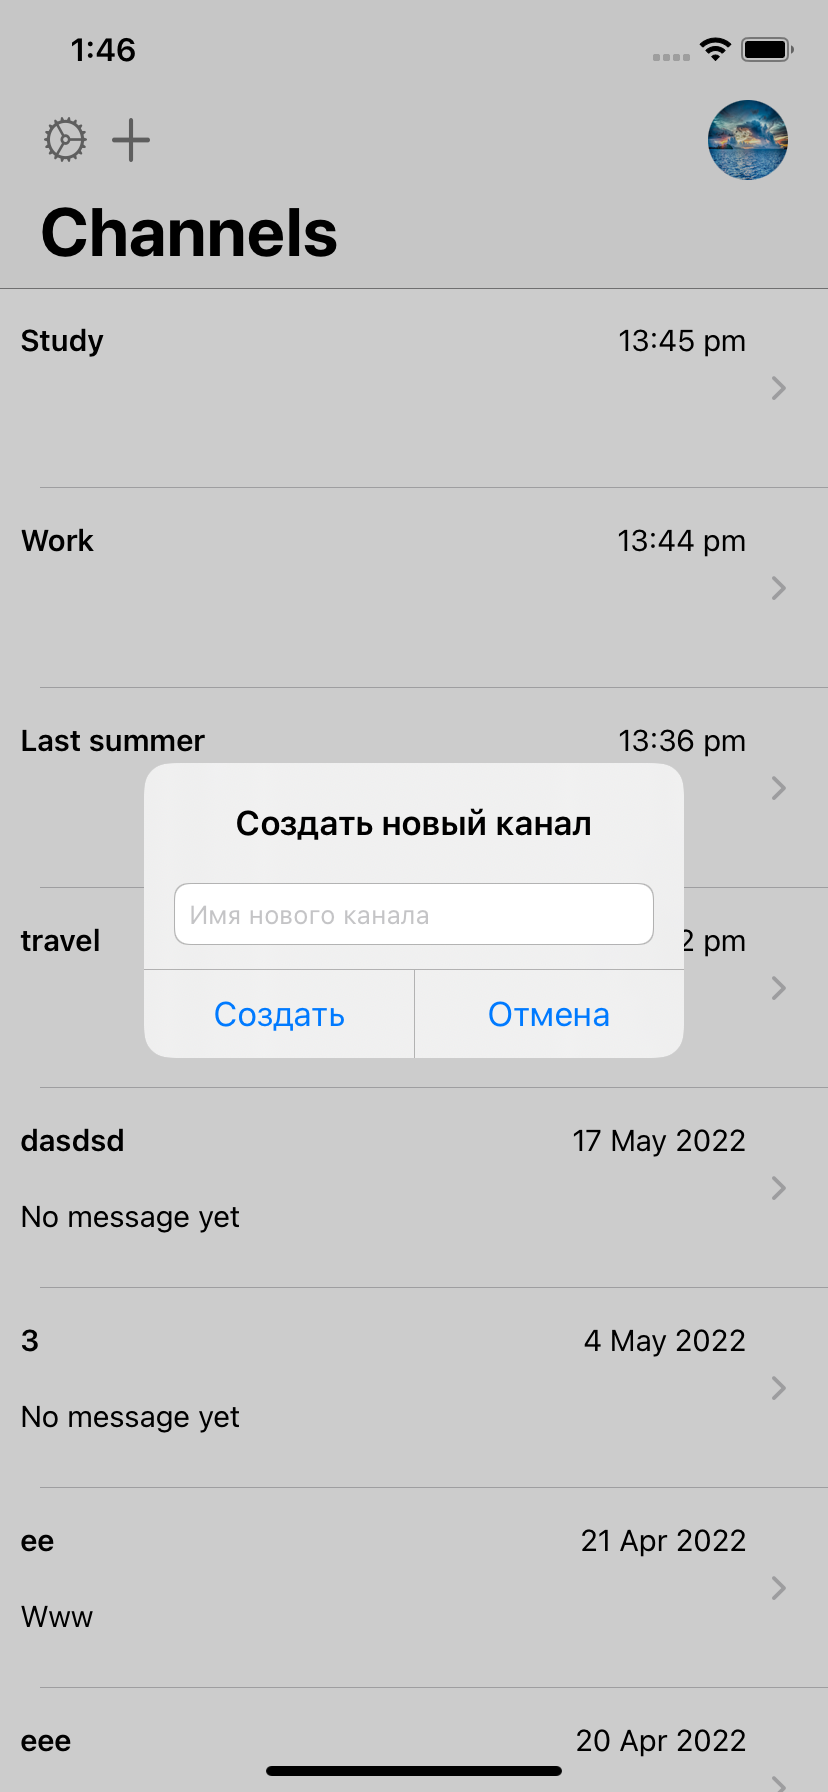 1:46
Channels
Study 13:45 pm
Work 13:44 pm
Last summer 13:36 pm
Создать новый канал
Имя нового канала
travel 2 pm
Создать Отмена
dasdsd 17 May 2022
No message yet
3 4 May 2022
No message yet
ee 21 Apr 2022
Www
eee 20 Apr 2022